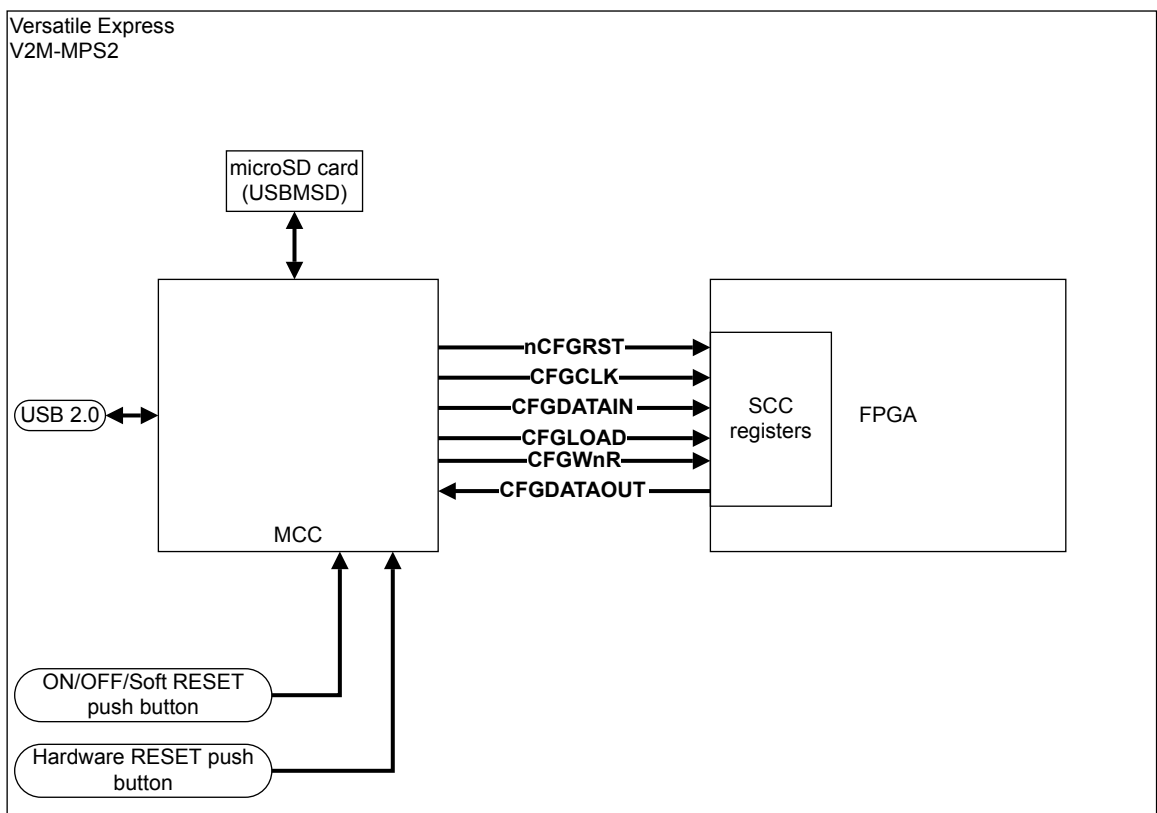 Versatile Express
V2M-MPS2
microSD card
(USBMSD)
nCFGRST
CFGCLK
CFGDATAIN
CFGLOAD
CFGWnR
CFGDATAOUT
SCC
registers
FPGA
USB 2.0
MCC
ON/OFF/Soft RESET
push button
Hardware RESET push
button